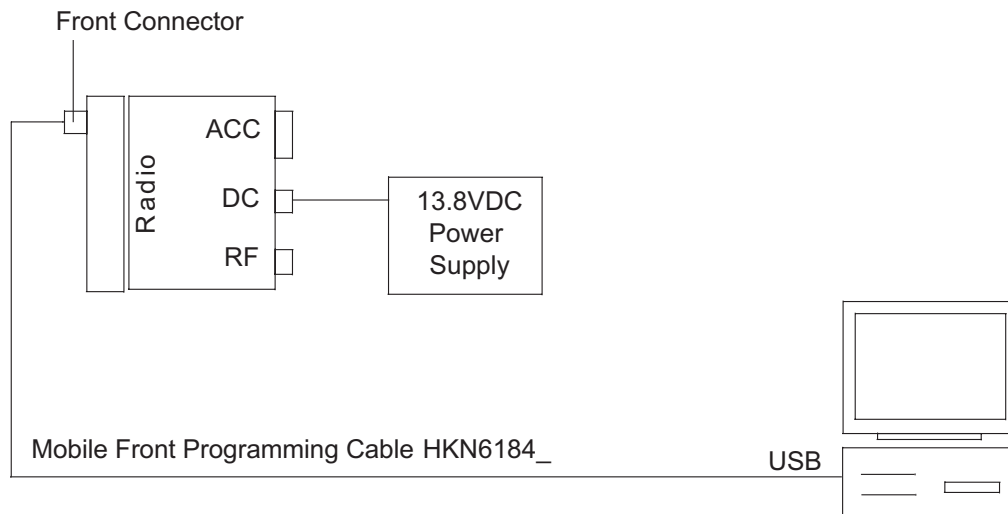 Front Connector
ACC
Radio
DC
RF
13.8VDC
Power
Supply
Mobile Front Programming Cable HKN6184_
USB